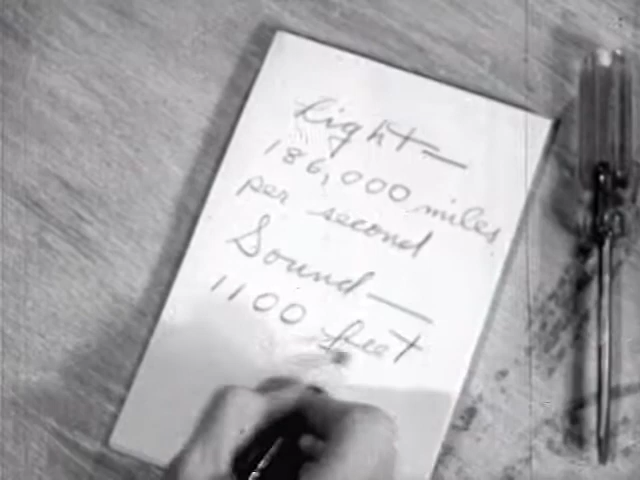 Light—
186,000 miles
per second
Sound—
1100 feet